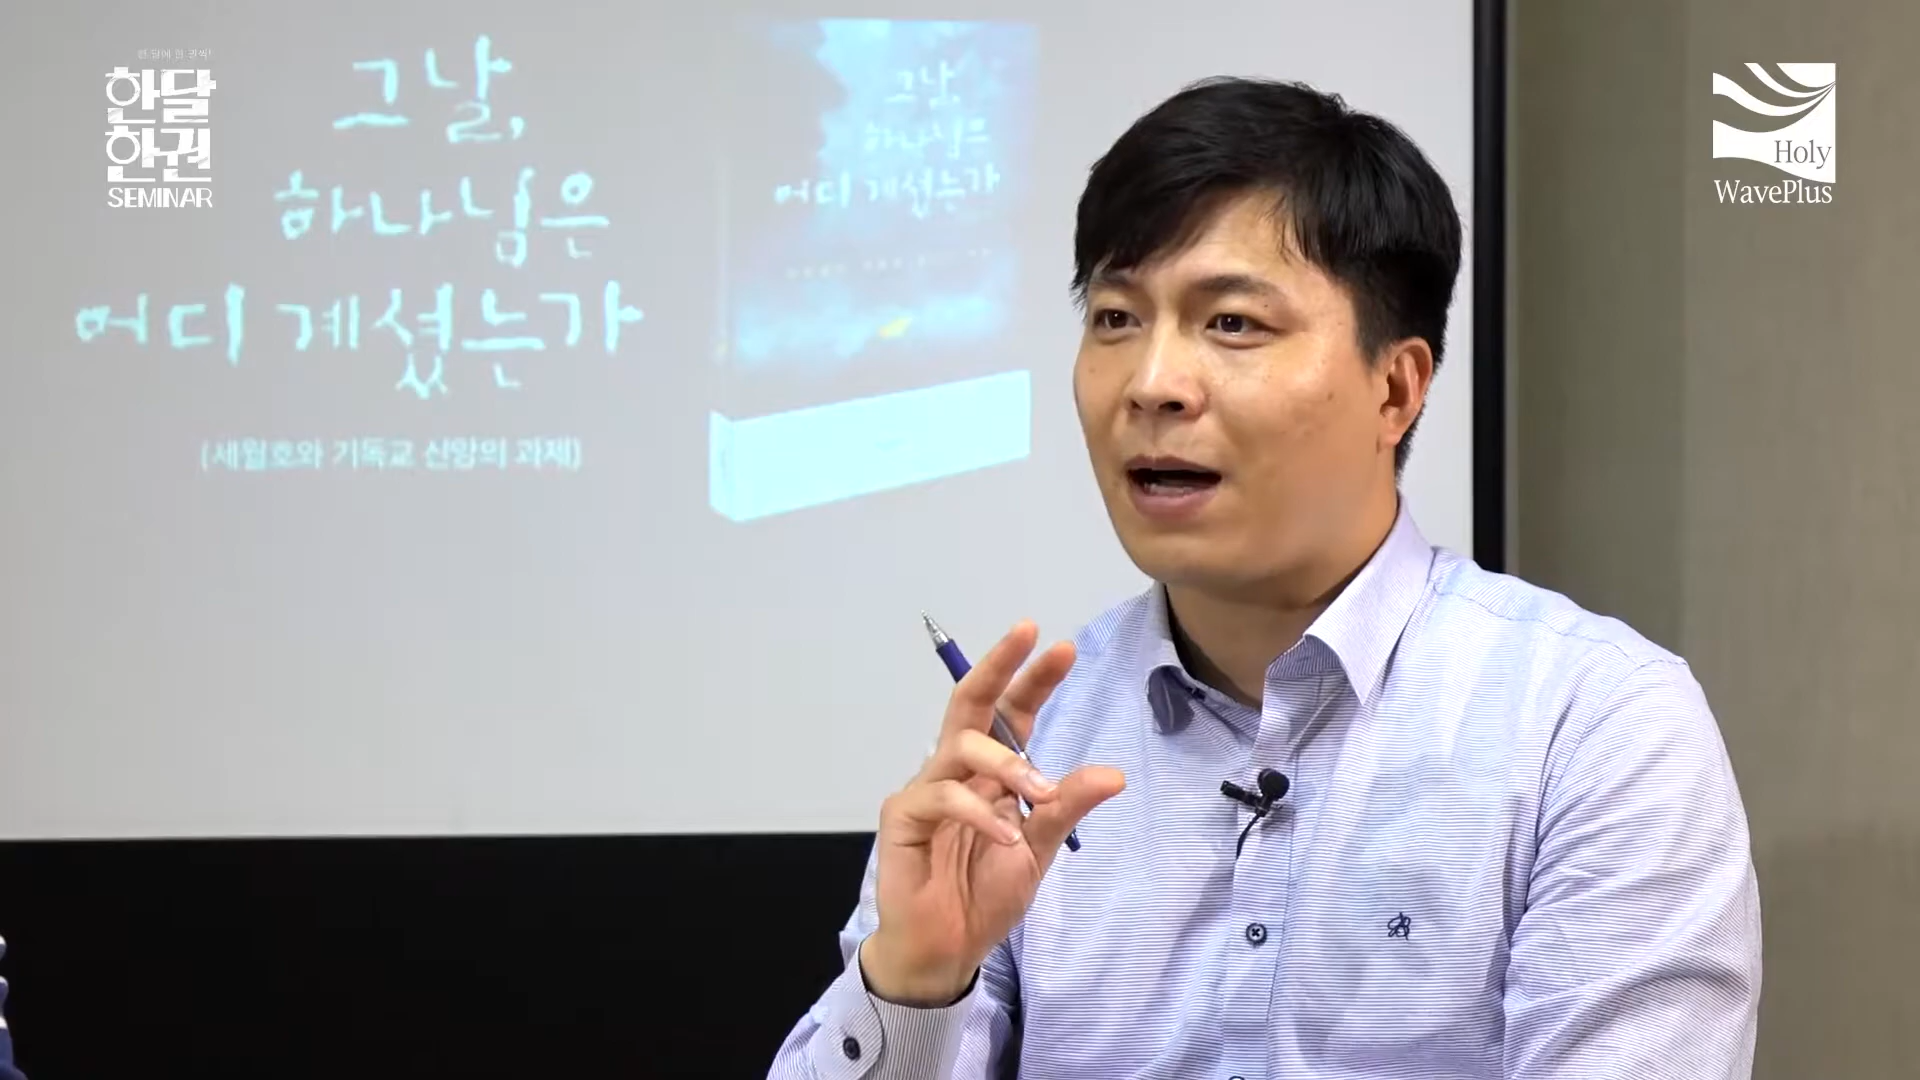 한 달에 한 권씩!
한달
한권
SEMINAR
그날,
하나님은
어디 계셨는가
(세월호와 기독교 신앙의 과제)
그날,
하나님은
어디 계셨는가
Holy
WavePlus